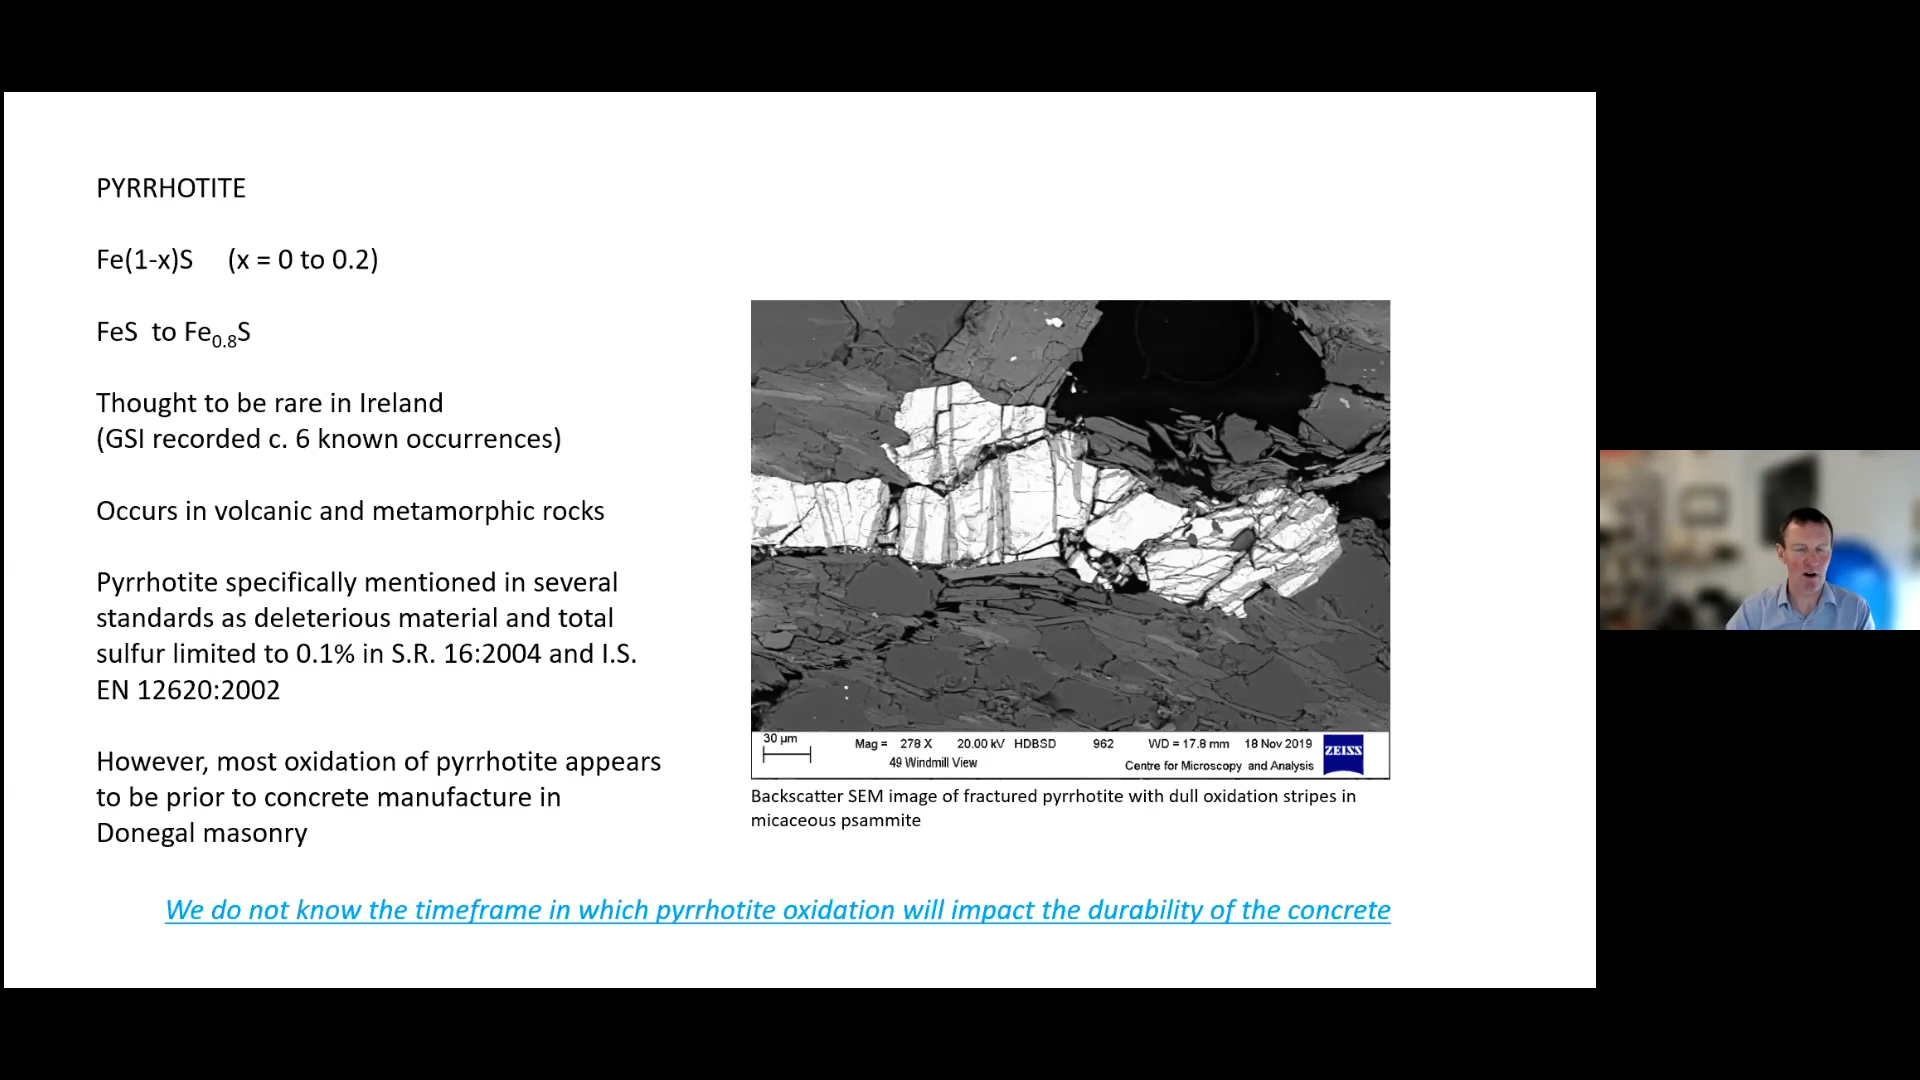 PYRRHOTITE
Fe(1-x)S (x = 0 to 0.2)
FeS to Fe0.8S
Thought to be rare in Ireland
(GSI recorded c. 6 known occurrences)
Occurs in volcanic and metamorphic rocks
Pyrrhotite specifically mentioned in several
standards as deleterious material and total
sulfur limited to 0.1% in S.R. 16:2004 and I.S.
EN 12620:2002
However, most oxidation of pyrrhotite appears
to be prior to concrete manufacture in
Donegal masonry
30 µm
Mag = 278 X 20.00 kV HDBSD 962 WD = 17.8 mm 18 Nov 2019
49 Windmill View Centre for Microscopy and Analysis
ZEISS
Backscatter SEM image of fractured pyrrhotite with dull oxidation stripes in
micaceous psammite
We do not know the timeframe in which pyrrhotite oxidation will impact the durability of the concrete